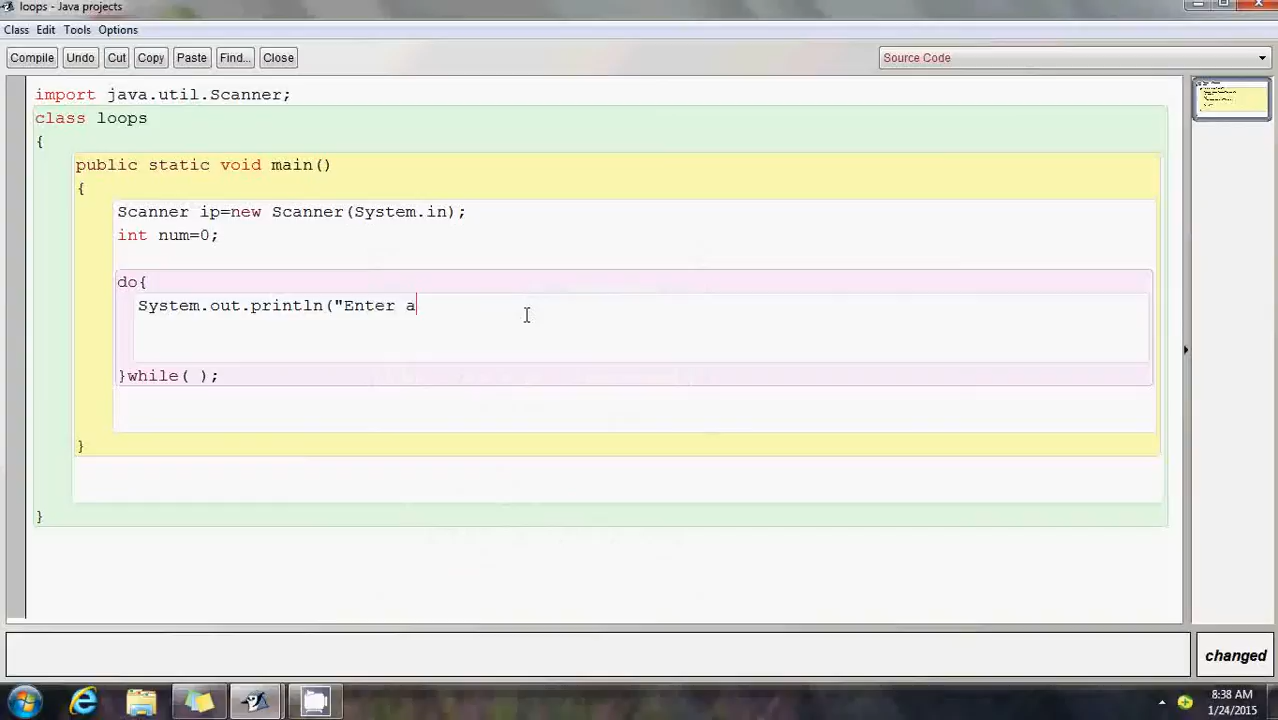 loops - Java projects
Class Edit Tools Options
Compile Undo Cut Copy Paste Find... Close Source Code
import java.util.Scanner;
class loops
{
public static void main()
{
Scanner ip=new Scanner(System.in);
int num=0;
do{
System.out.println("Enter a
}while( );
}
}
changed
8:38 AM
1/24/2015